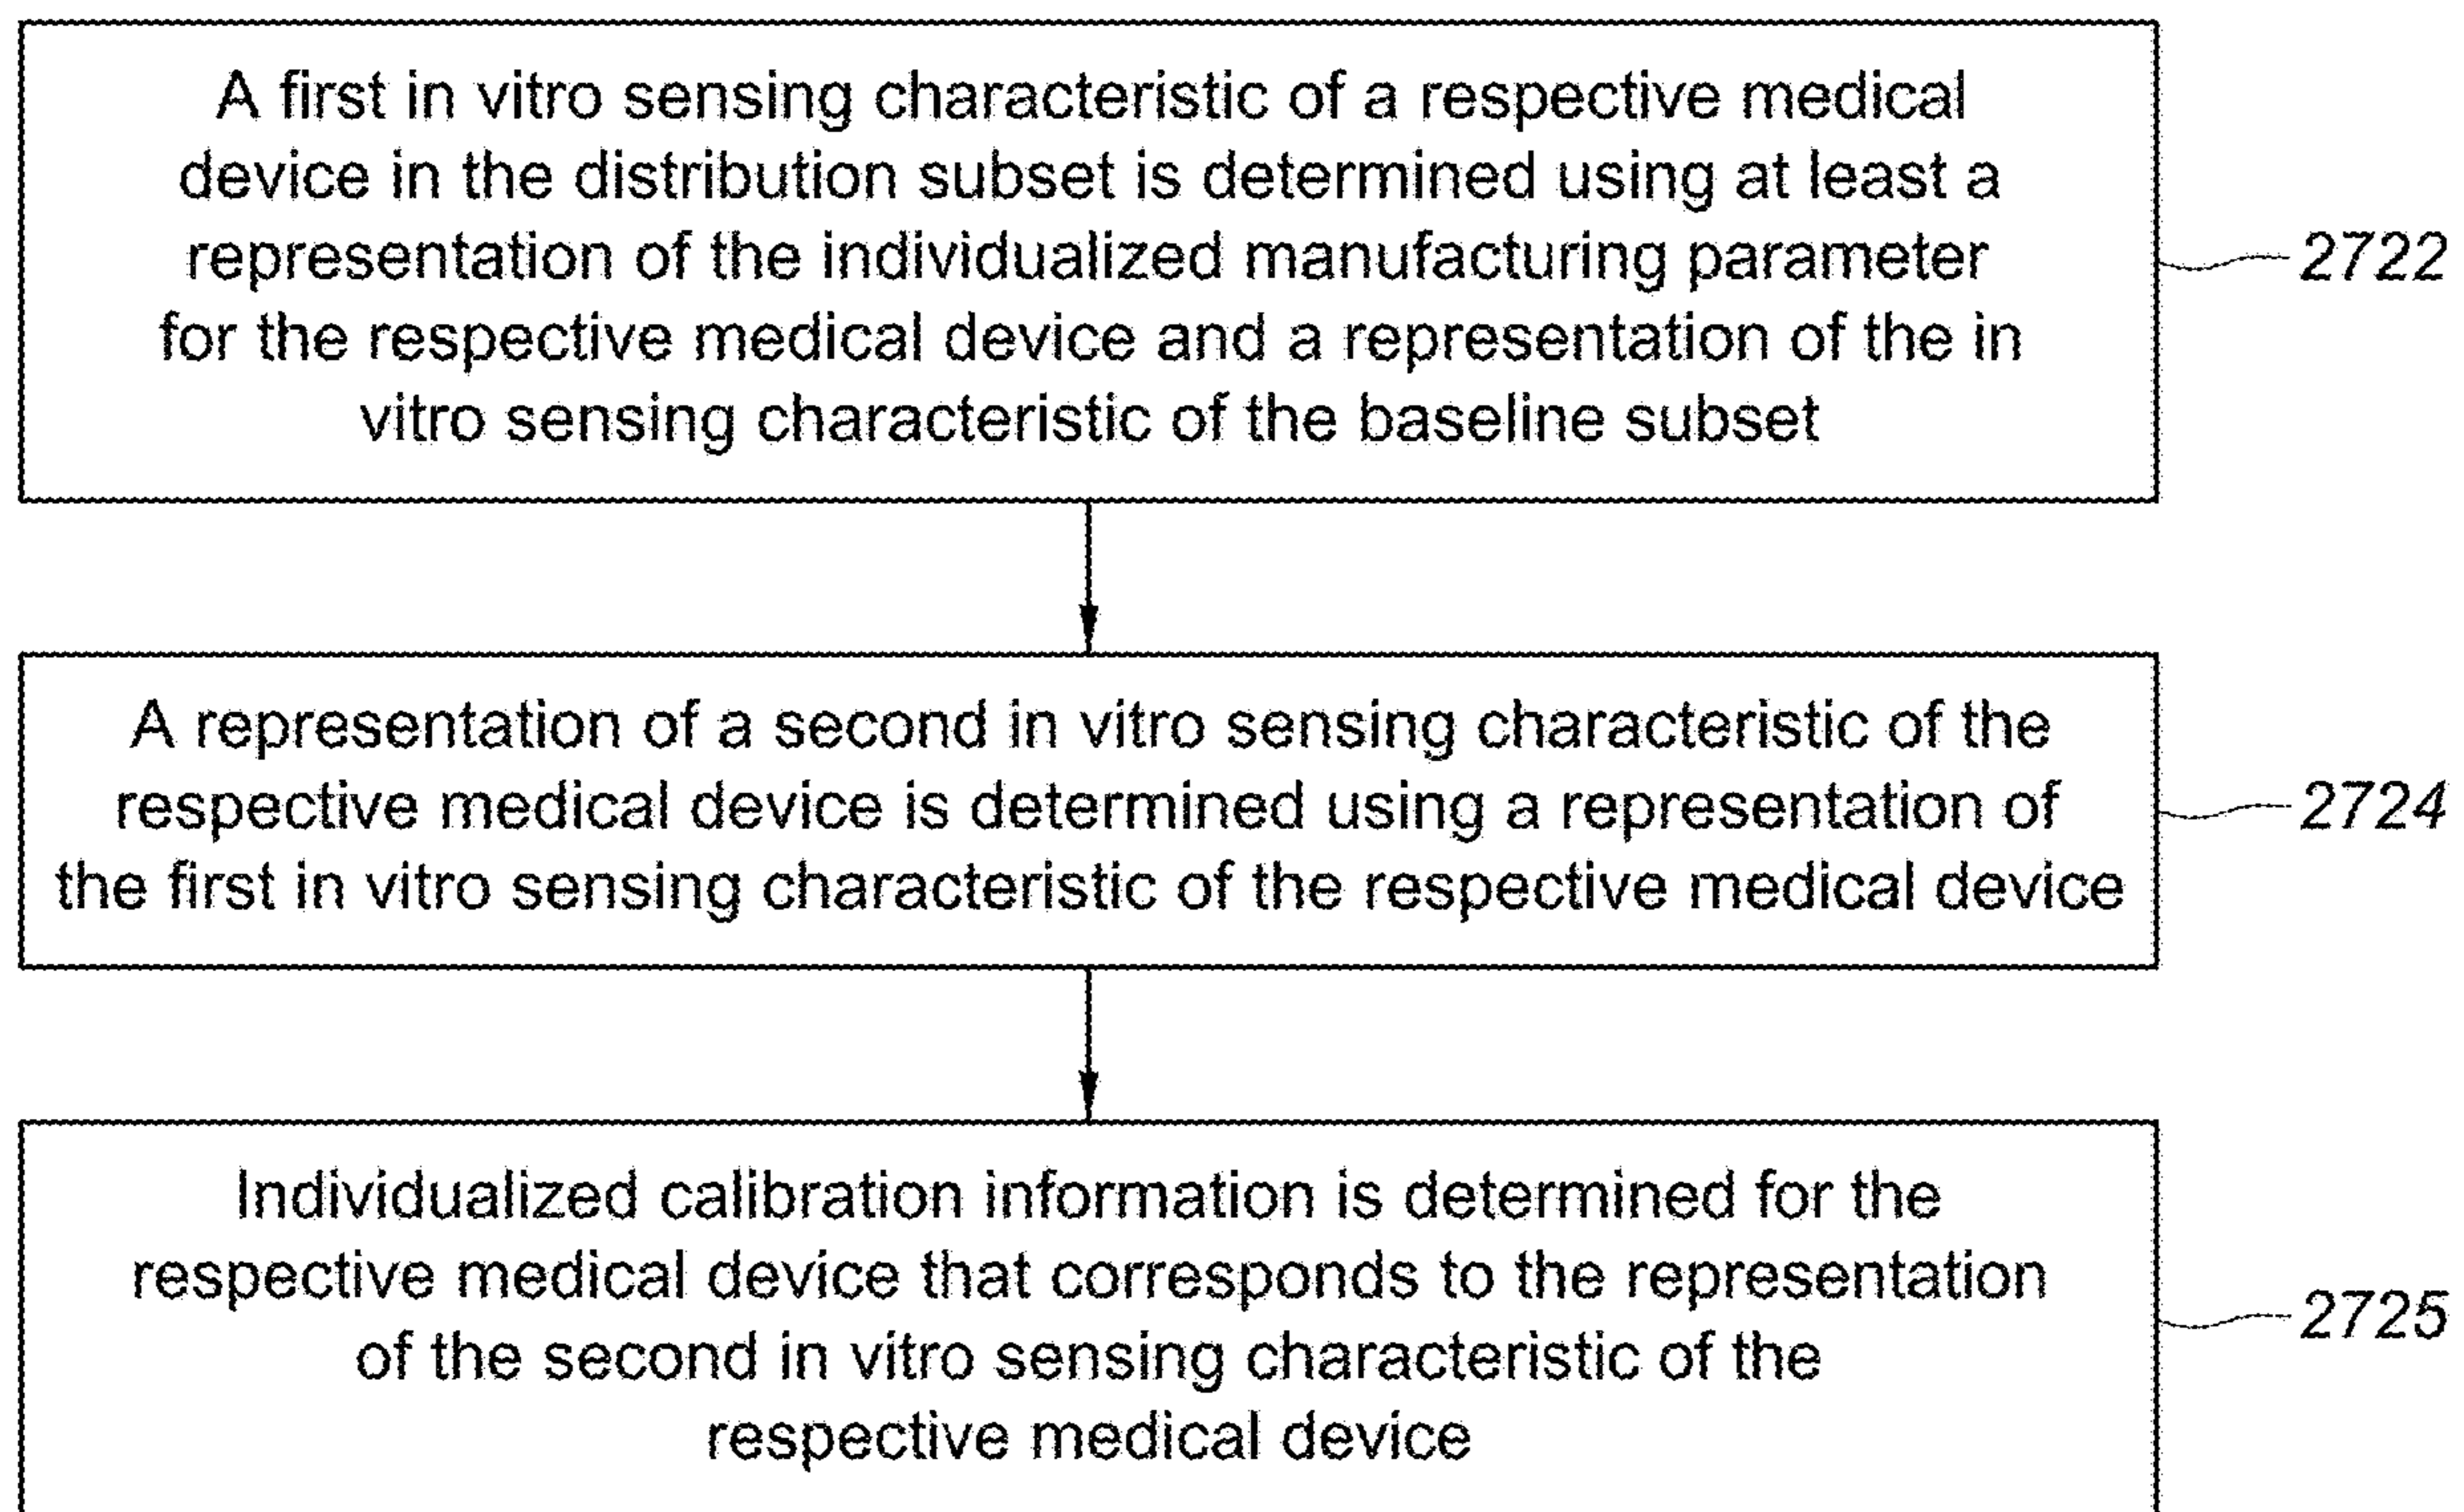 A first in vitro sensing characteristic of a respective medical
device in the distribution subset is determined using at least a
representation of the individualized manufacturing parameter
for the respective medical device and a representation of the in
vitro sensing characteristic of the baseline subset
2722
A representation of a second in vitro sensing characteristic of the
respective medical device is determined using a representation of
the first in vitro sensing characteristic of the respective medical device
2724
Individualized calibration information is determined for the
respective medical device that corresponds to the representation
of the second in vitro sensing characteristic of the
respective medical device
2725